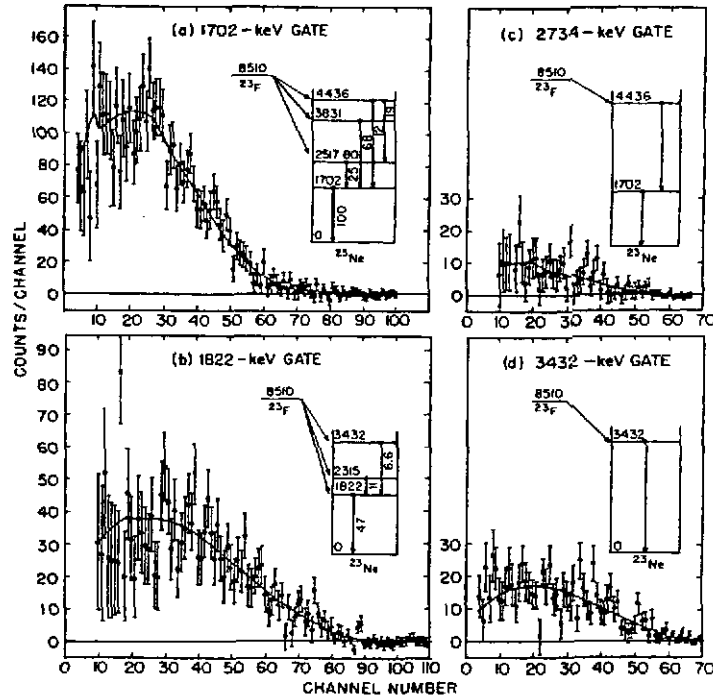 COUNTS/CHANNEL
(a) 1702-keV GATE
160
140
120
100
80
60
40
20
0
8510
23F
4436
3831
2517 801
1702
0
100
25
68
12
19
23Ne
10 20 30 40 50 60 70 80 90 100
(c) 2734-keV GATE
8510
23F
4436
1702
23Ne
30
20
10
0
10 20 30 40 50 60 70
(b) 1822-keV GATE
90
80
70
60
50
40
30
20
10
0
8510
23F
3432
2315
1822
0
47
11
6.6
23Ne
0 10 20 30 40 50 60 70 80 90 100 110
(d) 3432-keV GATE
8510
23F
3432
0
23Ne
30
20
10
0
0 10 20 30 40 50 60 70
CHANNEL NUMBER